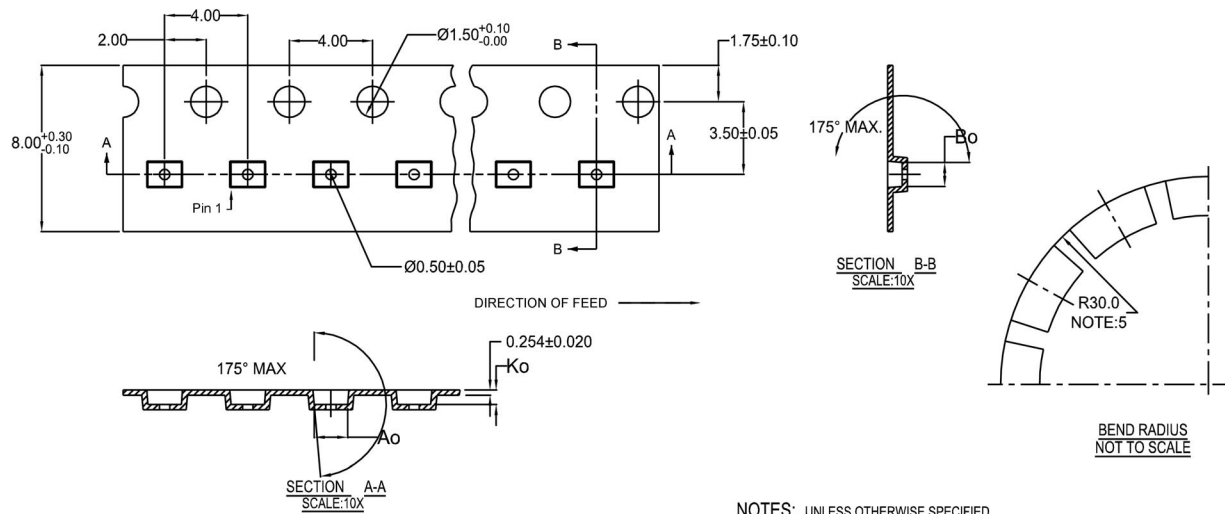 4.00
2.00
4.00
Ø1.50+0.10 -0.00
B
1.75±0.10
8.00+0.30 -0.10
A
A
3.50±0.05
175° MAX.
Bo
Pin 1
B
Ø0.50±0.05
SECTION B-B
SCALE:10X
DIRECTION OF FEED
R30.0
NOTE:5
0.254±0.020
175° MAX
Ko
Ao
BEND RADIUS
NOT TO SCALE
SECTION A-A
SCALE:10X
NOTES: UNLESS OTHERWISE SPECIFIED